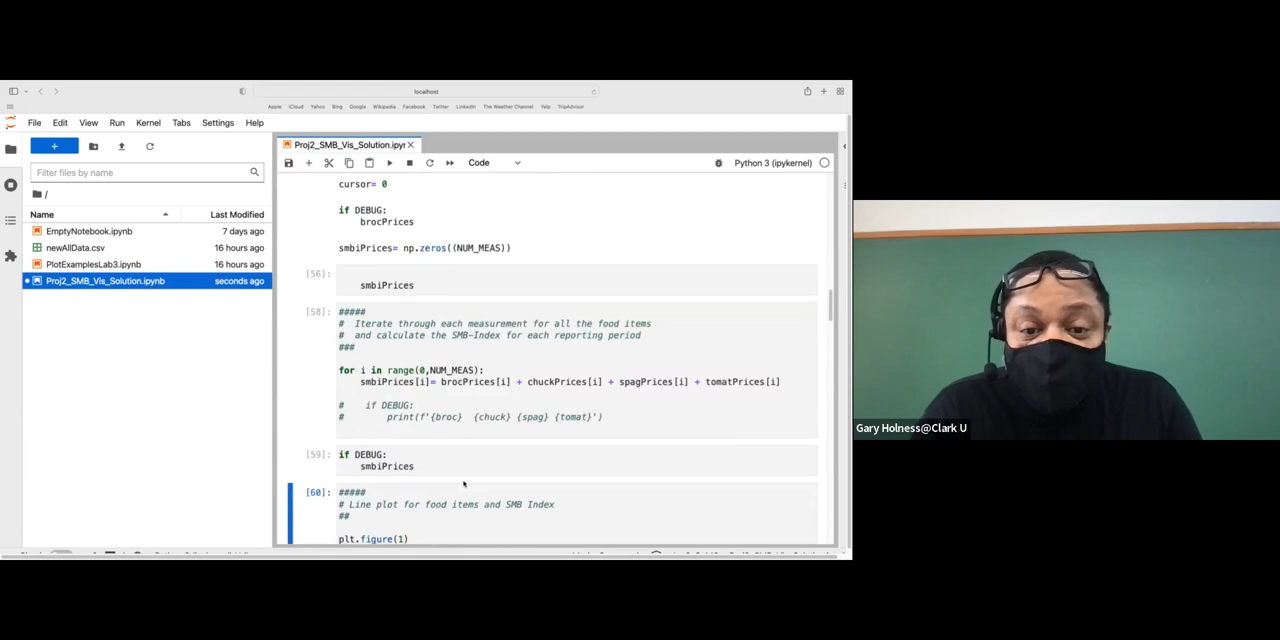 localhost
Apple iCloud Yahoo Bing Google Wikipedia Facebook Twitter LinkedIn The Weather Channel Yelp TripAdvisor
File Edit View Run Kernel Tabs Settings Help
Filter files by name
/
Name Last Modified
EmptyNotebook.ipynb 7 days ago
newAllData.csv 16 hours ago
PlotExamplesLab3.ipynb 16 hours ago
Proj2_SMB_Vis_Solution.ipynb seconds ago
Proj2_SMB_Vis_Solution.ipyr
Code
Python 3 (ipykernel)
cursor= 0
if DEBUG:
brocPrices
smbiPrices= np.zeros((NUM_MEAS))
[56]:
smbiPrices
[58]: #####
# Iterate through each measurement for all the food items
# and calculate the SMB-Index for each reporting period
###
for i in range(0,NUM_MEAS):
smbiPrices[i]= brocPrices[i] + chuckPrices[i] + spagPrices[i] + tomatPrices[i]
# if DEBUG:
# print(f'{broc} {chuck} {spag} {tomat}')
[59]: if DEBUG:
smbiPrices
[60]: #####
# Line plot for food items and SMB Index
##
plt.figure(1)
Gary Holness@Clark U